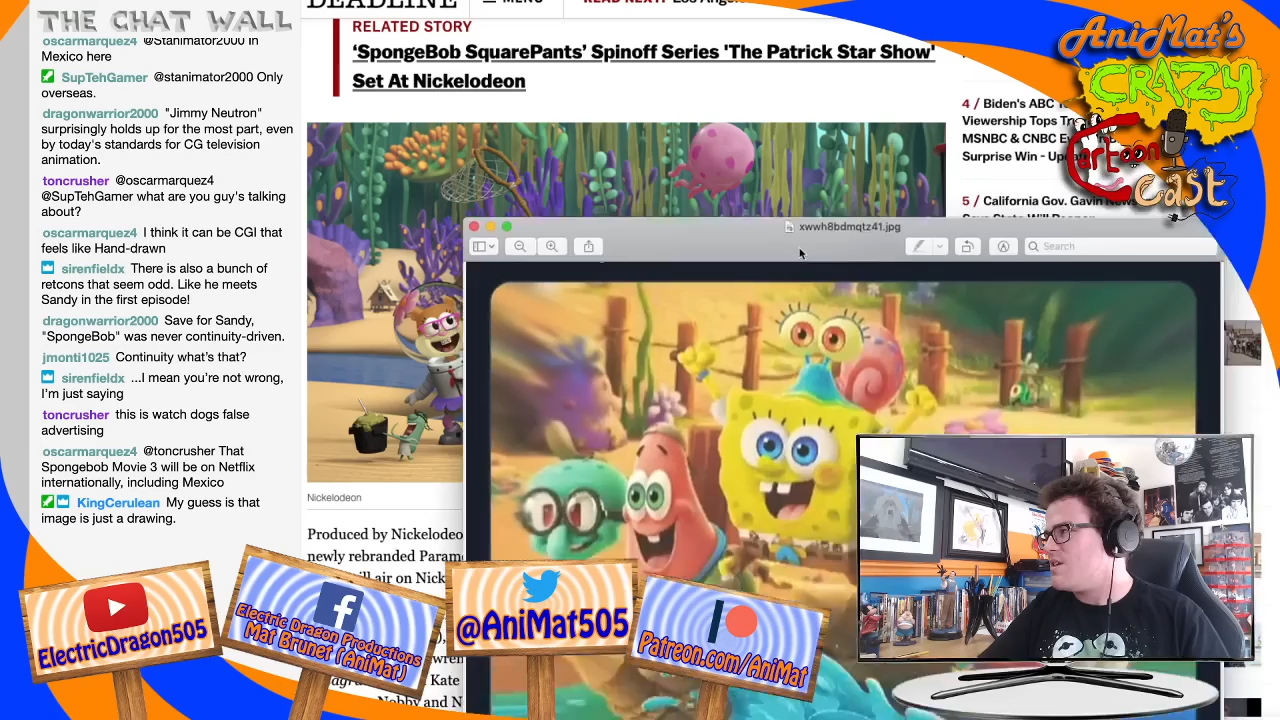 THE CHAT WALL
oscarmarquez4 @Stanimator2000 In
Mexico here
SupTehGamer @stanimator2000 Only
overseas.
dragonwarrior2000 "Jimmy Neutron"
surprisingly holds up for the most part, even
by today's standards for CG television
animation.
toncrusher @oscarmarquez4
@SupTehGamer what are you guy's talking
about?
oscarmarquez4 I think it can be CGI that
feels like Hand-drawn
sirenfieldx There is also a bunch of
retcons that seem odd. Like he meets
Sandy in the first episode!
dragonwarrior2000 Save for Sandy,
"SpongeBob" was never continuity-driven.
jmonti1025 Continuity what's that?
sirenfieldx ...I mean you're not wrong,
I'm just saying
toncrusher this is watch dogs false
advertising
oscarmarquez4 @toncrusher That
Spongebob Movie 3 will be on Netflix
internationally, including Mexico
KingCerulean My guess is that
image is just a drawing.
DEADLINE
MENU
READ NEXT:
RELATED STORY
‘SpongeBob SquarePants’ Spinoff Series 'The Patrick Star Show'
Set At Nickelodeon
4 / Biden's ABC
Viewership Tops
MSNBC & CNBC
Surprise Win -
5 / California Gov. Gavin
AniMat's
CRAZY
Cartoon
Cast
xwwh8bdmqtz41.jpg
Search
Nickelodeon
Produced by Nickelodeo
newly rebranded Param
ill air on Nick
Kate
Nobby and N
ElectricDragon505
Electric Dragon Productions
Mat Brunet (AniMat)
@AniMat505
Patreon.com/AniMat